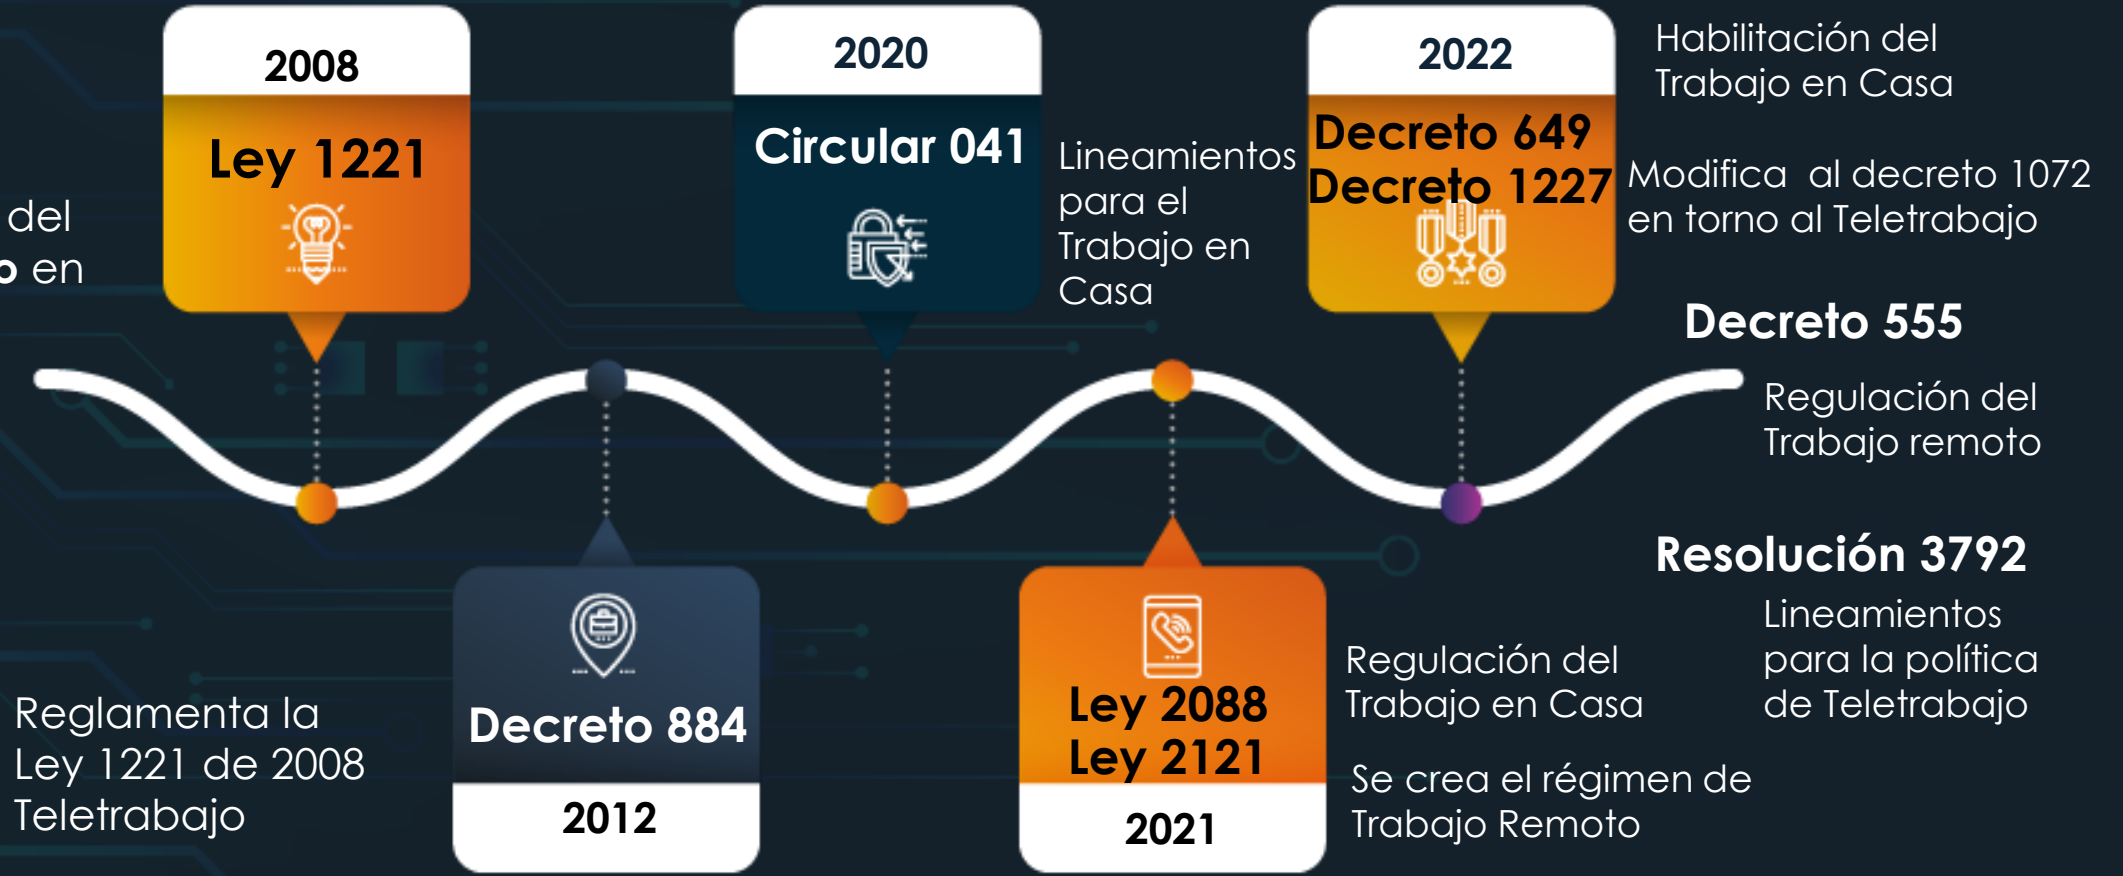 2008
Ley 1221
del
en
2020
Circular 041
Lineamientos
para el
Trabajo en
Casa
2022
Decreto 649
Decreto 1227
Habilitación del
Trabajo en Casa
Modifica al decreto 1072
en torno al Teletrabajo
Decreto 555
Regulación del
Trabajo remoto
Resolución 3792
Lineamientos
para la política
de Teletrabajo
Reglamenta la
Ley 1221 de 2008
Teletrabajo
Decreto 884
2012
Ley 2088
Ley 2121
2021
Regulación del
Trabajo en Casa
Se crea el régimen de
Trabajo Remoto